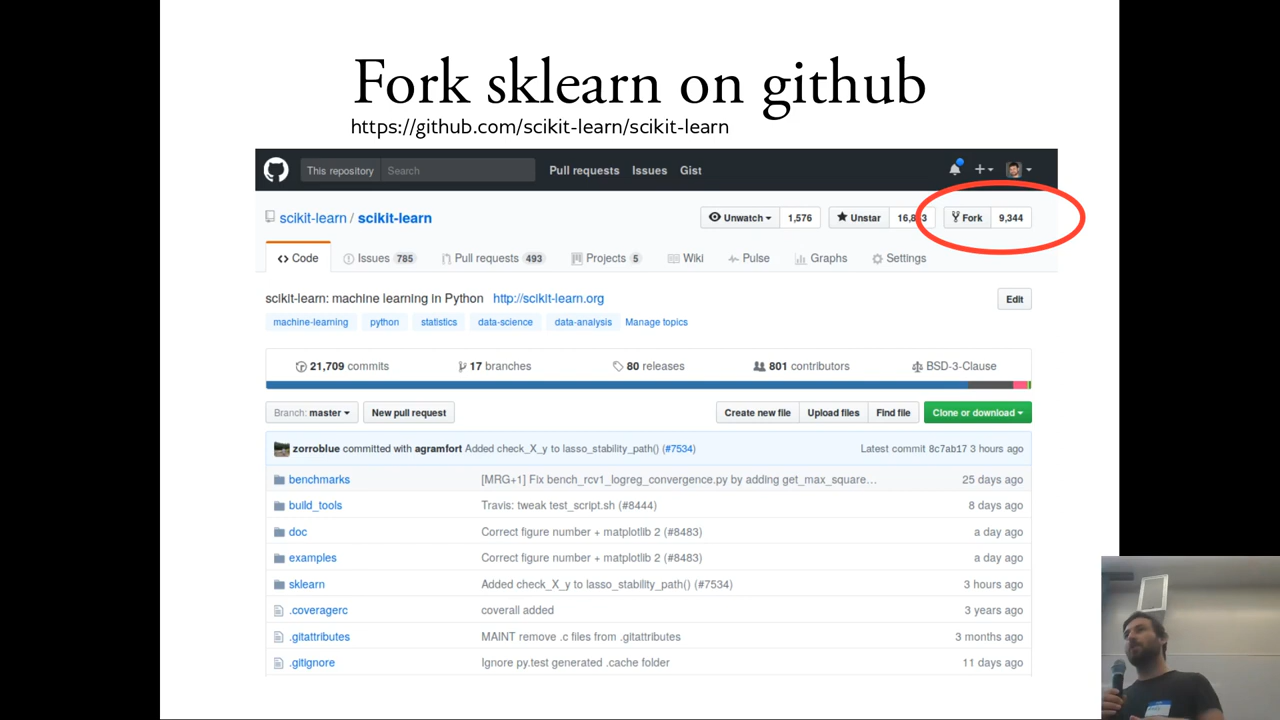 Fork sklearn on github
https://github.com/scikit-learn/scikit-learn
This repository Search Pull requests Issues Gist
scikit-learn / scikit-learn Unwatch 1,576 Unstar Fork 9,344
Code Issues 785 Pull requests 493 Projects 5 Wiki Pulse Graphs Settings
scikit-learn: machine learning in Python http://scikit-learn.org Edit
machine-learning python statistics data-science data-analysis Manage topics
21,709 commits 17 branches 80 releases 801 contributors BSD-3-Clause
Branch: master New pull request Create new file Upload files Find file Clone or download
zorroblue committed with agramfort Added check_X_y to lasso_stability_path() (#7534) Latest commit 8c7ab17 3 hours ago
benchmarks [MRG+1] Fix bench_rcv1_logreg_convergence.py by adding get_max_square… 25 days ago
build_tools Travis: tweak test_script.sh (#8444) 8 days ago
doc Correct figure number + matplotlib 2 (#8483) a day ago
examples Correct figure number + matplotlib 2 (#8483) a day ago
sklearn Added check_X_y to lasso_stability_path() (#7534) 3 hours ago
.coveragerc coverall added 3 years ago
.gitattributes MAINT remove .c files from .gitattributes 3 months ago
.gitignore Ignore py.test generated .cache folder 11 days ago